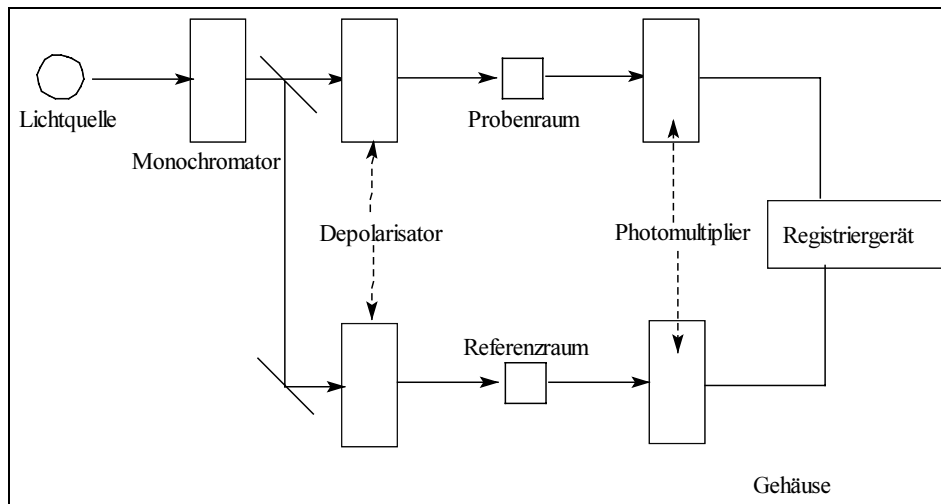 Lichtquelle
Monochromator
Probenraum
Depolarisator
Photomultiplier
Registriergerät
Referenzraum
Gehäuse